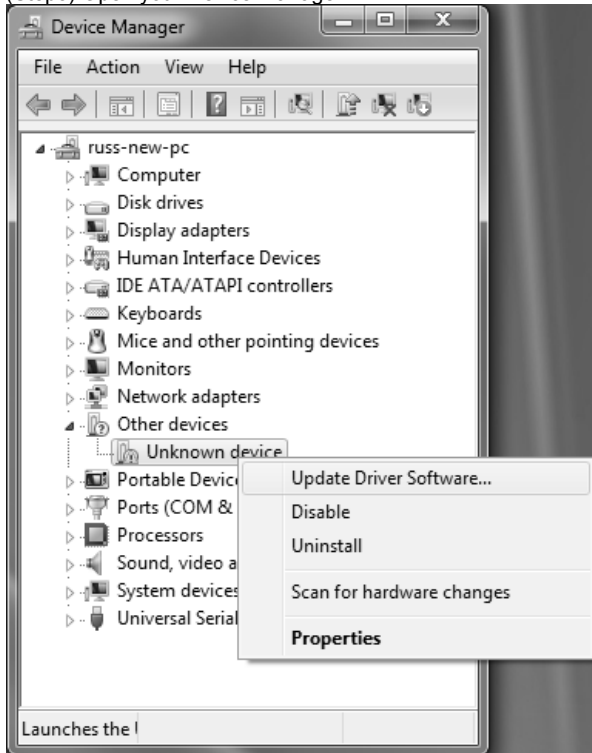 Device Manager
File Action View Help
russ-new-pc
Computer
Disk drives
Display adapters
Human Interface Devices
IDE ATA/ATAPI controllers
Keyboards
Mice and other pointing devices
Monitors
Network adapters
Other devices
Unknown device
Portable Devic
Ports (COM &
Processors
Sound, video a
System devices
Universal Serial
Update Driver Software...
Disable
Uninstall
Scan for hardware changes
Properties
Launches the